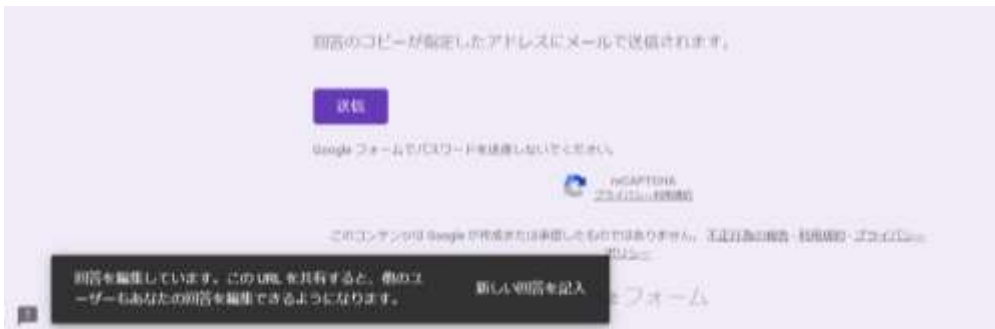 回答のコピーが指定したアドレスにメールで送信されます。
送信
Google フォームでパスワードを送信しないでください。
reCAPTCHA
プライバシー利用規約
このコンテンツは Google が作成または承認したものではありません。 不正行為の報告 - 利用規約 - プライバシー
ポリシー
回答を編集しています。この URL を共有すると、他のユ
ーザーもあなたの回答を編集できるようになります。
新しい回答を記入
フォーム